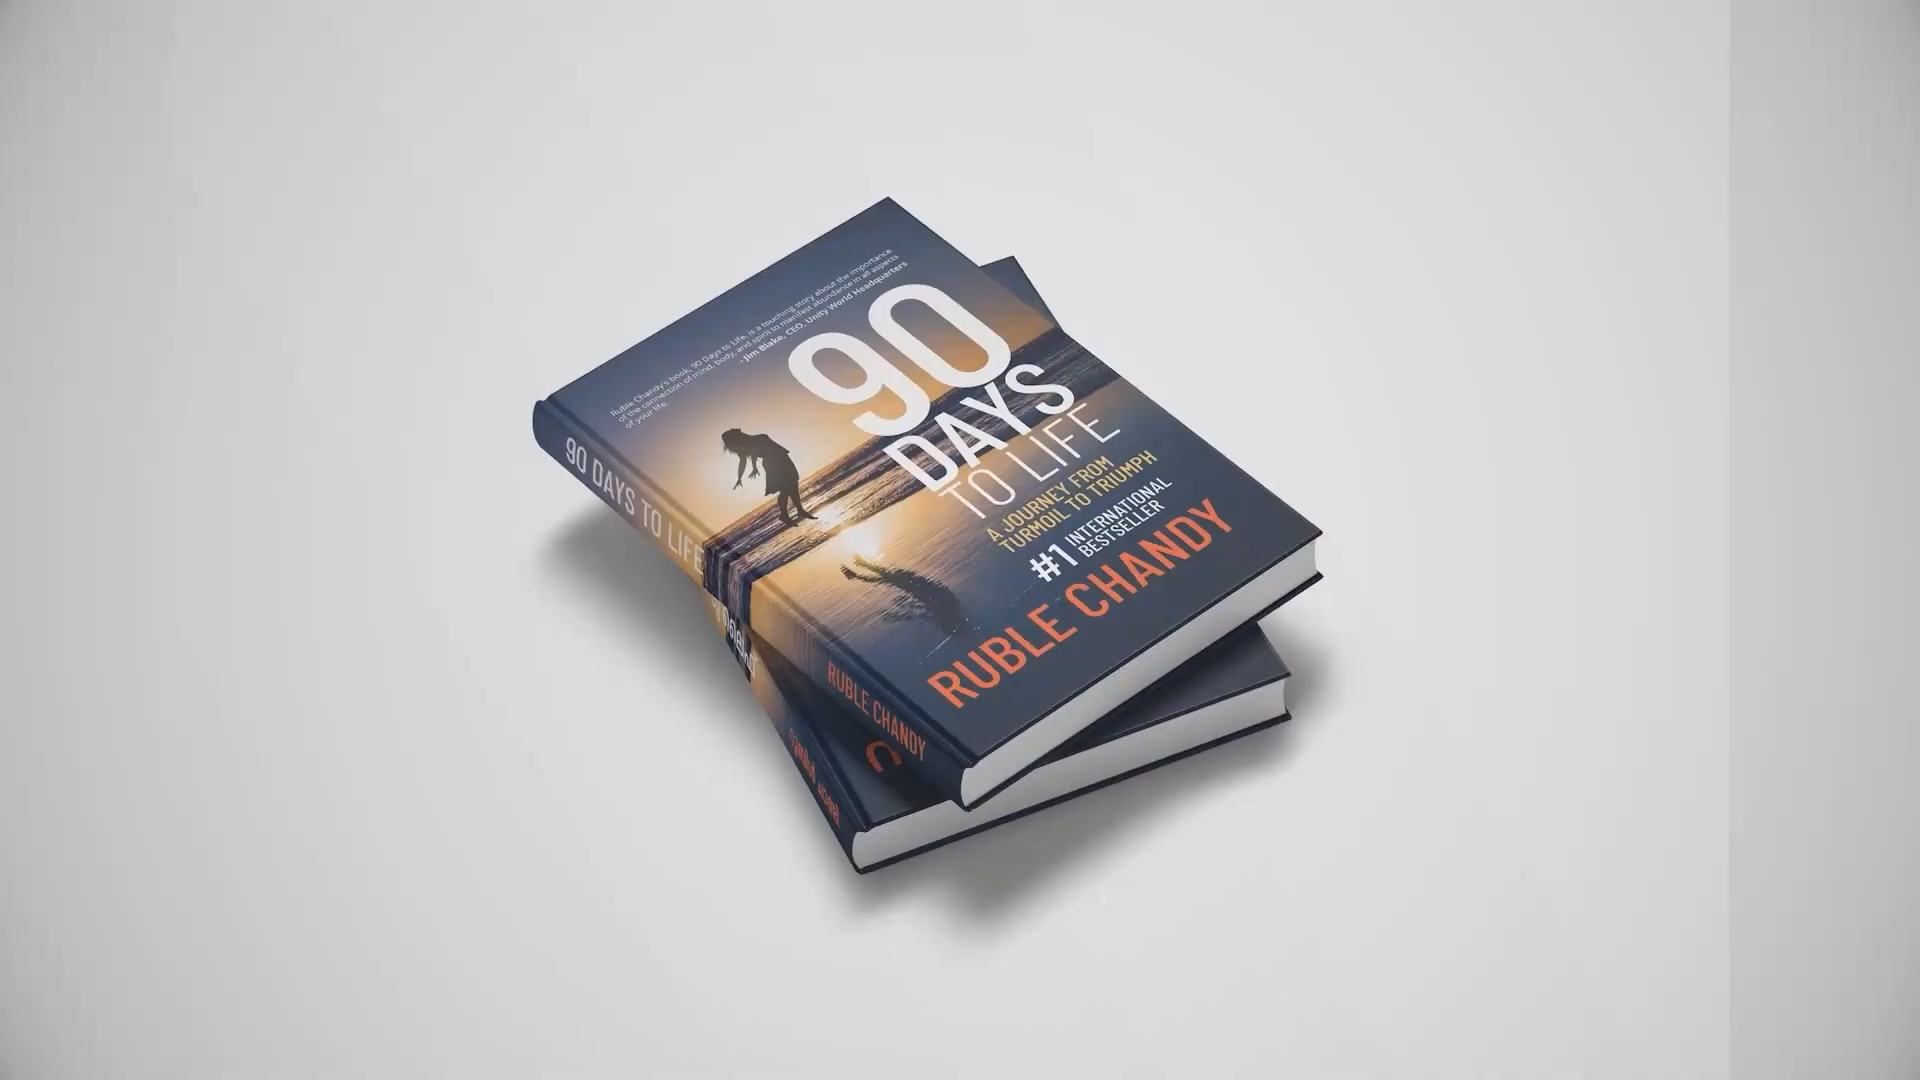 Ruble Chandy's book, 90 Days to Life, is a touching story about the importance
of the connection of mind, body, and spirit to manifest abundance in all aspects
of your life.
- Jim Blake, CEO, Unity World Headquarters
90
DAYS
TO LIFE
A JOURNEY FROM
TURMOIL TO TRIUMPH
#1 INTERNATIONAL
BESTSELLER
RUBLE CHANDY
90 DAYS TO LIFE
RUBLE CHANDY